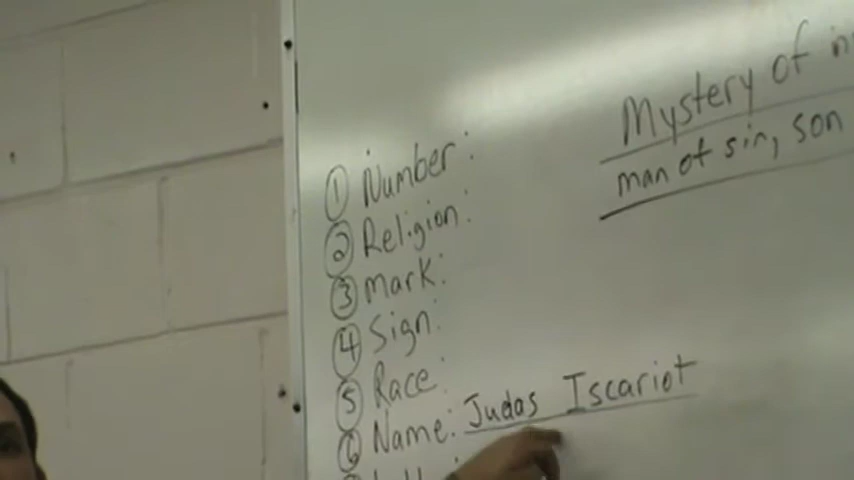 Mystery of
man of sin, son
① Number:
② Religion:
③ Mark:
④ Sign:
⑤ Race:
⑥ Name: Judas Iscariot